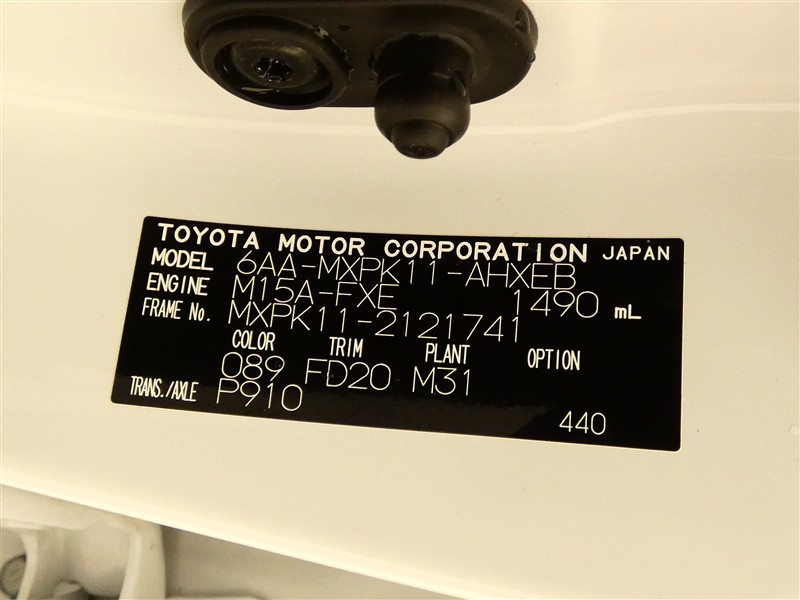 TOYOTA MOTOR CORPORATION JAPAN
MODEL 6AA-MXPK11-AHXEB
ENGINE M15A-FXE 1490 mL
FRAME No. MXPK11-2121741
COLOR TRIM PLANT OPTION
089 FD20 M31
TRANS./AXLE P910
440